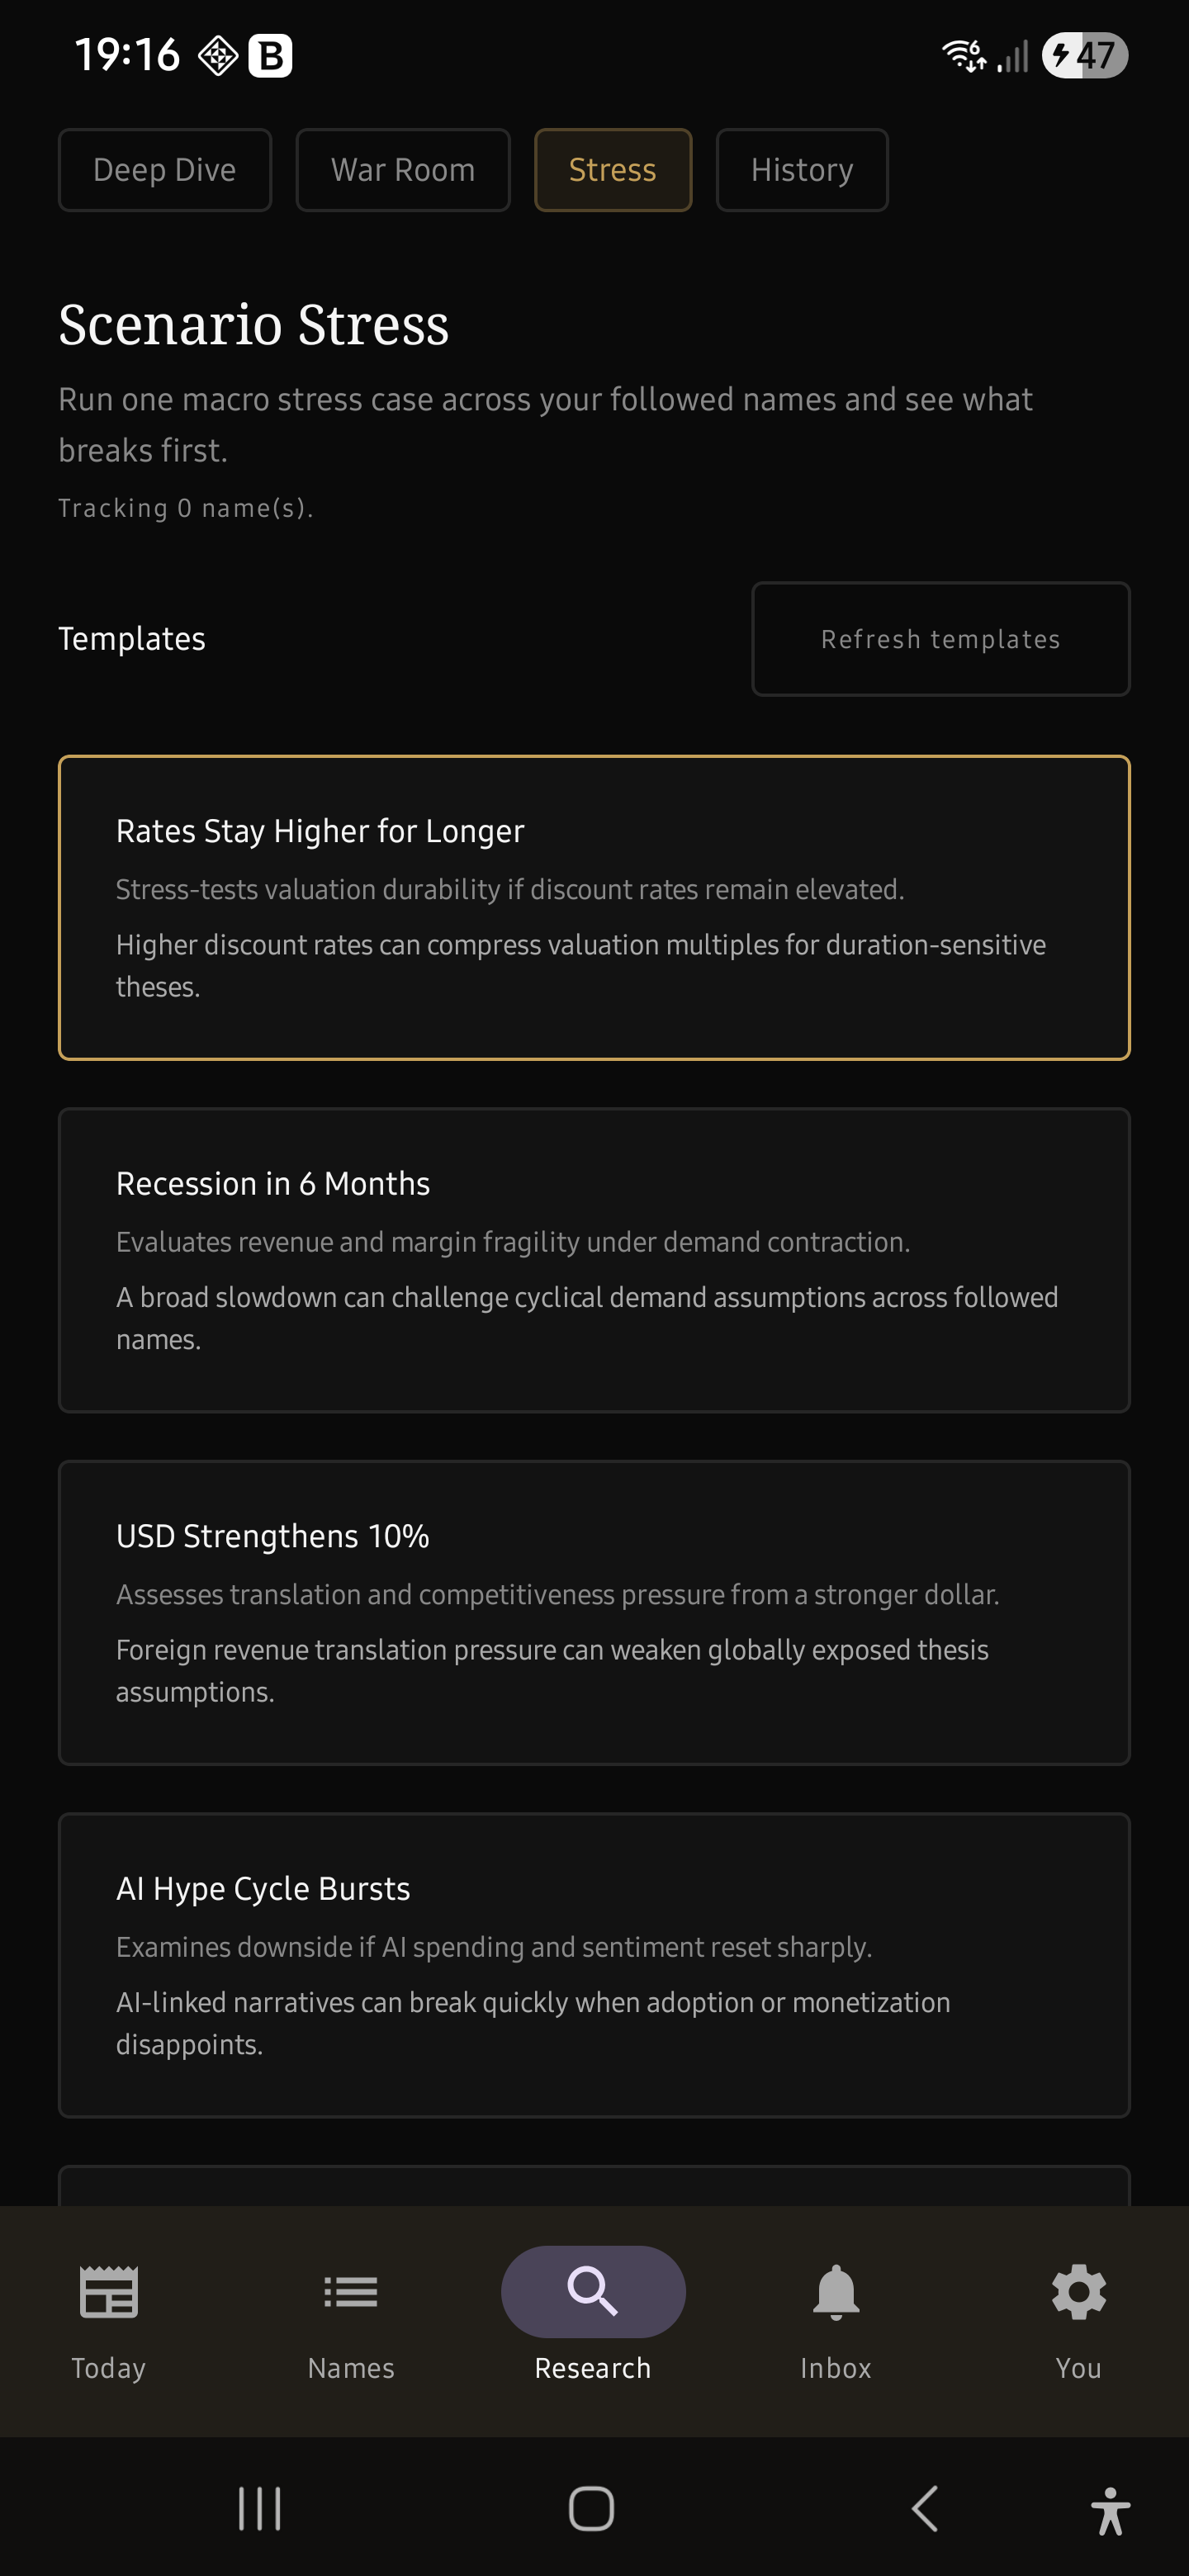 19:16 B 6 47
Deep Dive War Room Stress History
Scenario Stress
Run one macro stress case across your followed names and see what
breaks first.
Tracking 0 name(s).
Templates Refresh templates
Rates Stay Higher for Longer
Stress-tests valuation durability if discount rates remain elevated.
Higher discount rates can compress valuation multiples for duration-sensitive
theses.
Recession in 6 Months
Evaluates revenue and margin fragility under demand contraction.
A broad slowdown can challenge cyclical demand assumptions across followed
names.
USD Strengthens 10%
Assesses translation and competitiveness pressure from a stronger dollar.
Foreign revenue translation pressure can weaken globally exposed thesis
assumptions.
AI Hype Cycle Bursts
Examines downside if AI spending and sentiment reset sharply.
AI-linked narratives can break quickly when adoption or monetization
disappoints.
Today Names Research Inbox You